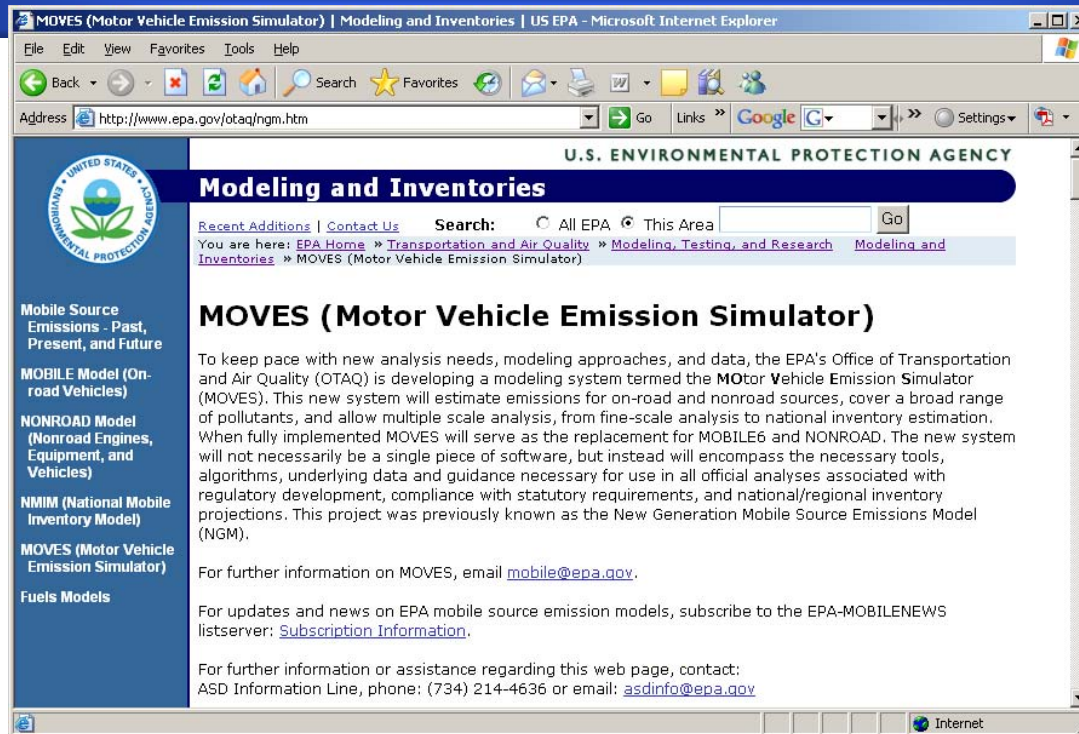 MOVES (Motor Vehicle Emission Simulator) | Modeling and Inventories | US EPA - Microsoft Internet Explorer
File Edit View Favorites Tools Help
Back Search Favorites
Address http://www.epa.gov/otaq/ngm.htm Go Links » Google G » Settings
UNITED STATES ENVIRONMENTAL PROTECTION AGENCY
U.S. ENVIRONMENTAL PROTECTION AGENCY
Modeling and Inventories
Recent Additions | Contact Us Search: All EPA This Area Go
You are here: EPA Home » Transportation and Air Quality » Modeling, Testing, and Research Modeling and
Inventories » MOVES (Motor Vehicle Emission Simulator)
Mobile Source
Emissions - Past,
Present, and Future
MOBILE Model (On-
road Vehicles)
NONROAD Model
(Nonroad Engines,
Equipment, and
Vehicles)
NMIM (National Mobile
Inventory Model)
MOVES (Motor Vehicle
Emission Simulator)
Fuels Models
MOVES (Motor Vehicle Emission Simulator)
To keep pace with new analysis needs, modeling approaches, and data, the EPA's Office of Transportation
and Air Quality (OTAQ) is developing a modeling system termed the MOtor Vehicle Emission Simulator
(MOVES). This new system will estimate emissions for on-road and nonroad sources, cover a broad range
of pollutants, and allow multiple scale analysis, from fine-scale analysis to national inventory estimation.
When fully implemented MOVES will serve as the replacement for MOBILE6 and NONROAD. The new system
will not necessarily be a single piece of software, but instead will encompass the necessary tools,
algorithms, underlying data and guidance necessary for use in all official analyses associated with
regulatory development, compliance with statutory requirements, and national/regional inventory
projections. This project was previously known as the New Generation Mobile Source Emissions Model
(NGM).
For further information on MOVES, email mobile@epa.gov.
For updates and news on EPA mobile source emission models, subscribe to the EPA-MOBILENEWS
listserver: Subscription Information.
For further information or assistance regarding this web page, contact:
ASD Information Line, phone: (734) 214-4636 or email: asdinfo@epa.gov
Internet